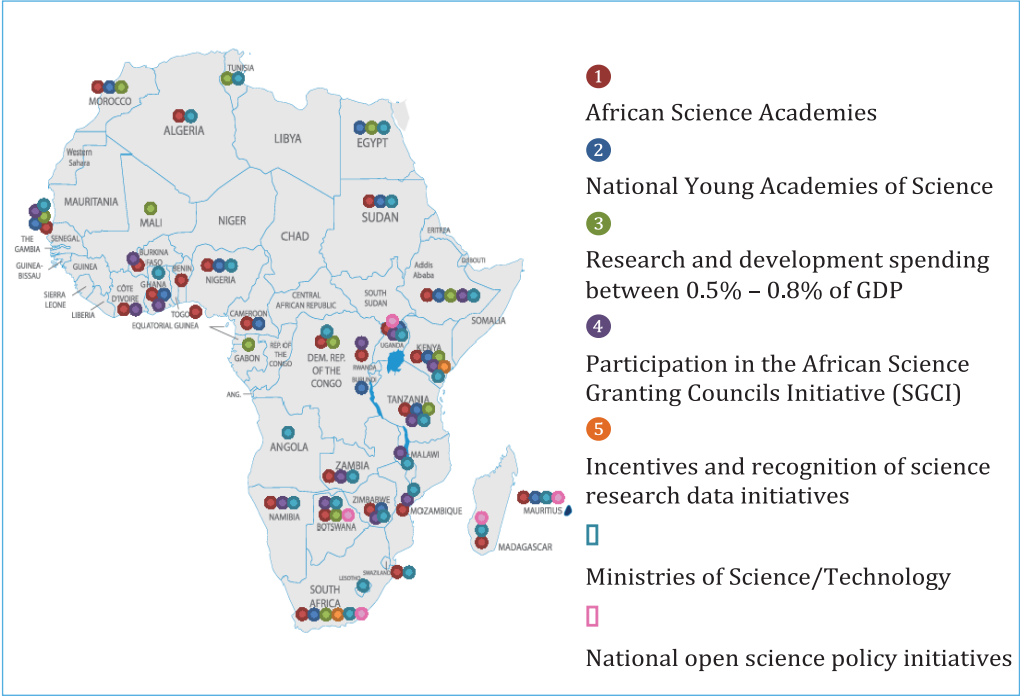 TUNISIA
MOROCCO
ALGERIA
LIBYA
EGYPT
Western
Sahara
MAURITANIA
MALI
NIGER
CHAD
SUDAN
ERITREA
THE
GAMBIA
SENEGAL
GUINEA-
BISSAU
GUINEA
SIERRA
LEONE
LIBERIA
CÔTE
D'IVOIRE
BURKINA
FASO
GHANA
BENIN
TOGO
NIGERIA
CAMEROON
EQUATORIAL GUINEA
CENTRAL
AFRICAN REPUBLIC
SOUTH
SUDAN
Addis
Ababa
DJIBOUTI
SOMALIA
GABON
REP. OF
THE
CONGO
DEM. REP.
OF THE
CONGO
UGANDA
KENYA
RWANDA
BURUNDI
TANZANIA
ANG.
ANGOLA
ZAMBIA
MALAWI
NAMIBIA
BOTSWANA
ZIMBABWE
MOZAMBIQUE
MAURITIUS
MADAGASCAR
SWAZILAND
LESOTHO
SOUTH
AFRICA
1
African Science Academies
2
National Young Academies of Science
3
Research and development spending
between 0.5% – 0.8% of GDP
4
Participation in the African Science
Granting Councils Initiative (SGCI)
5
Incentives and recognition of science
research data initiatives
Ministries of Science/Technology
National open science policy initiatives